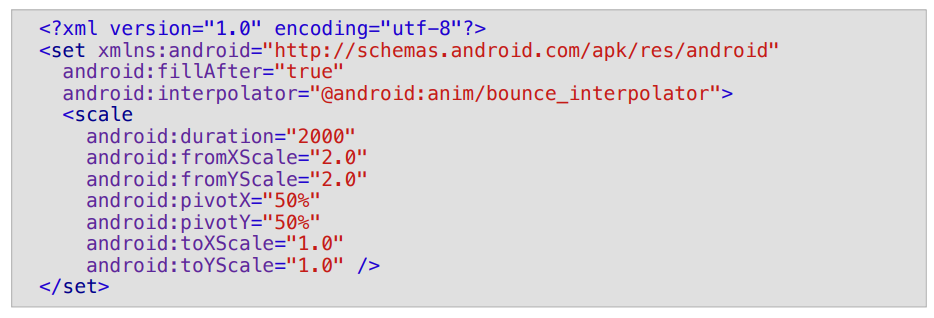 <?xml version="1.0" encoding="utf-8"?>
<set xmlns:android="http://schemas.android.com/apk/res/android"
android:fillAfter="true"
android:interpolator="@android:anim/bounce_interpolator">
<scale
android:duration="2000"
android:fromXScale="2.0"
android:fromYScale="2.0"
android:pivotX="50%"
android:pivotY="50%"
android:toXScale="1.0"
android:toYScale="1.0" />
</set>